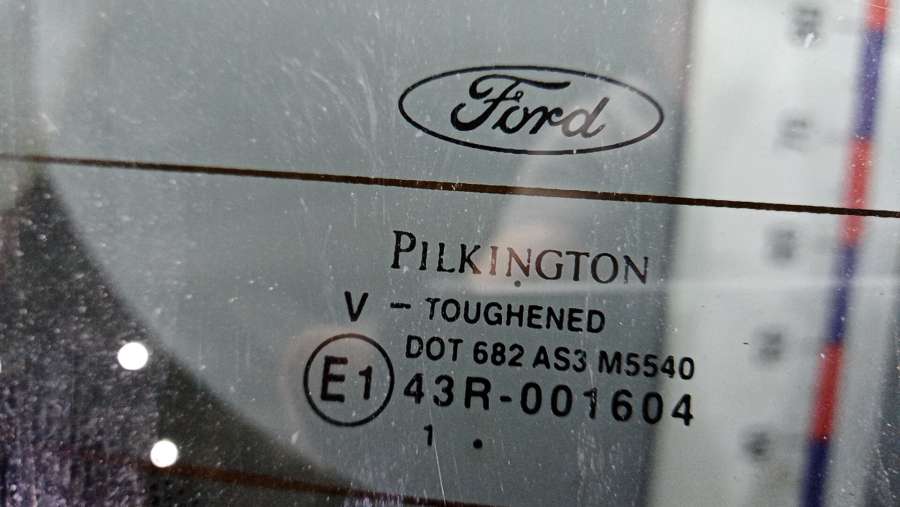 Ford
PILKINGTON
V - TOUGHENED
DOT 682 AS3 M5540
E1 43R-001604
1 .